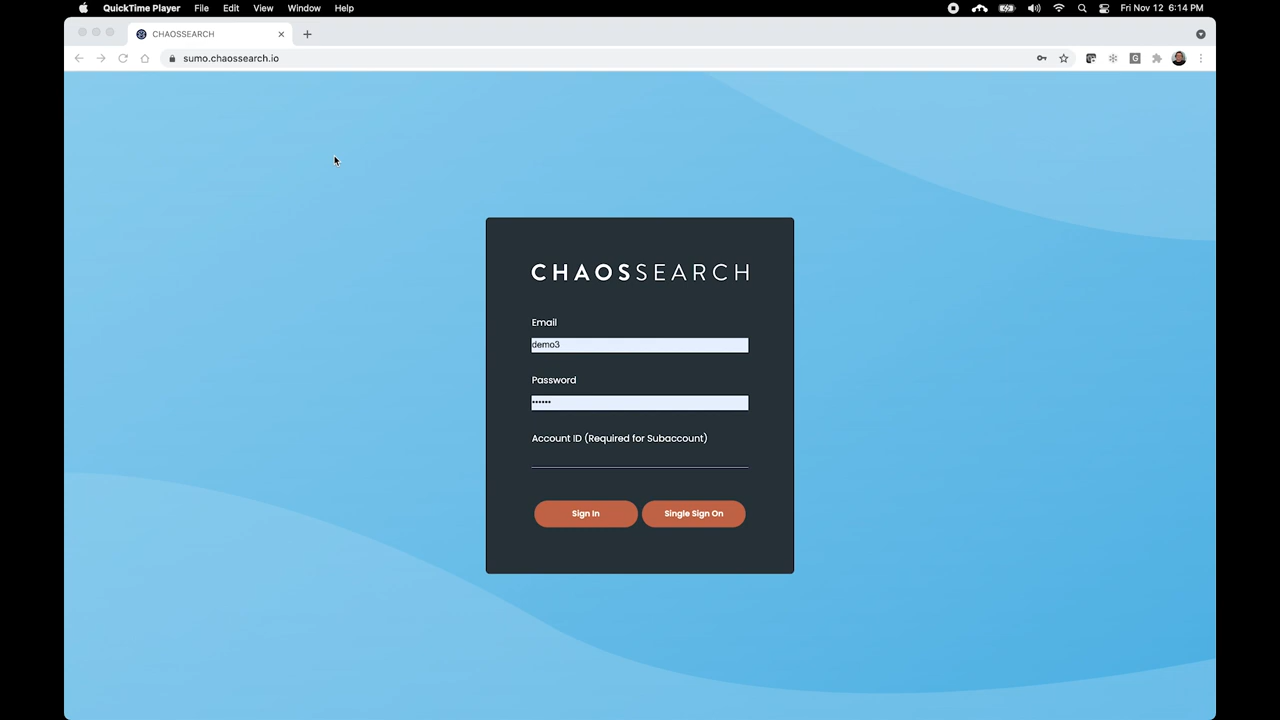 QuickTime Player File Edit View Window Help Fri Nov 12 6:14 PM
CHAOSSEARCH
sumo.chaossearch.io
CHAOSSEARCH
Email
demo3
Password
••••••
Account ID (Required for Subaccount)
Sign In Single Sign On